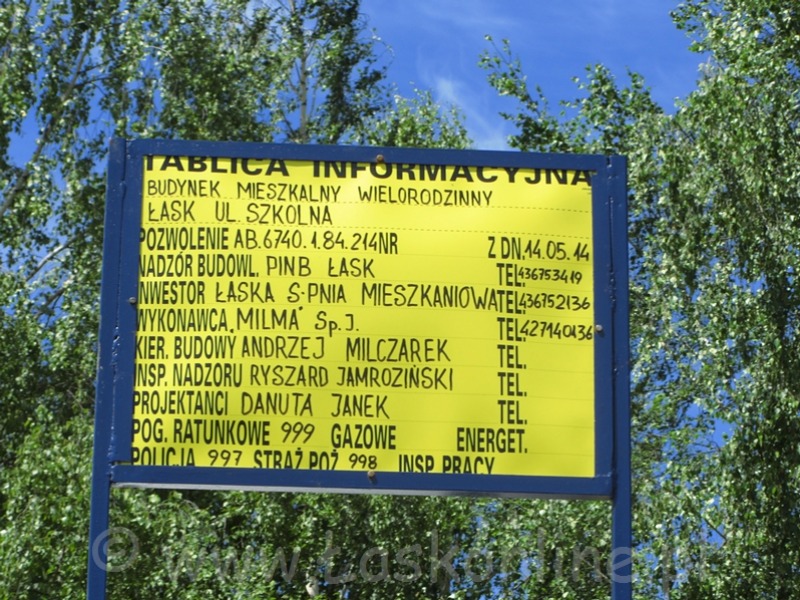 TABLICA INFORMACYJNA
BUDYNEK MIESZKALNY WIELORODZINNY
ŁASK UL. SZKOLNA
POZWOLENIE AB.6740.1.84.214NR Z DN. 14.05.14
NADZÓR BUDOWL. PINB ŁASK TEL. 436753419
INWESTOR ŁASKA S-PNIA MIESZKANIOWA TEL. 436752136
WYKONAWCA „MILMA" Sp.J. TEL. 427140136
KIER. BUDOWY ANDRZEJ MILCZAREK TEL.
INSP. NADZORU RYSZARD JAMROZIŃSKI TEL.
PROJEKTANCI DANUTA JANEK TEL.
POG. RATUNKOWE 999 GAZOWE ENERGET.
POLICJA 997 STRAŻ POŻ 998 INSP. PRACY
© www.Łaskonline.pl